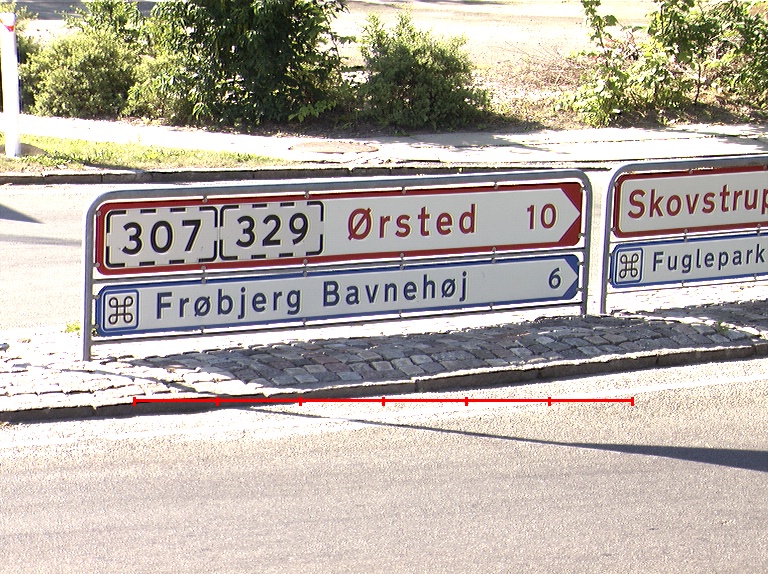 307 329 Ørsted 10
Frøbjerg Bavnehøj 6
Skovstrup
Fuglepark